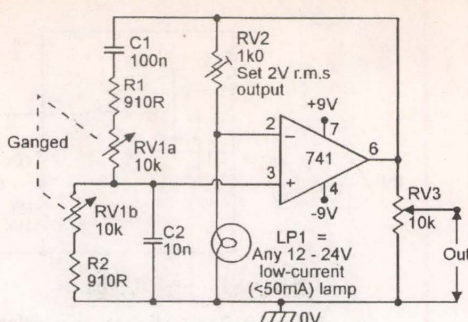 C1
100n
R1
910R
Ganged
RV1a
10k
RV1b
10k
R2
910R
C2
10n
RV2
1k0
Set 2V r.m.s
output
+9V
2
−
7
741
6
3
+
4
-9V
LP1 =
Any 12 - 24V
low-current
(<50mA) lamp
RV3
10k
Out
0V